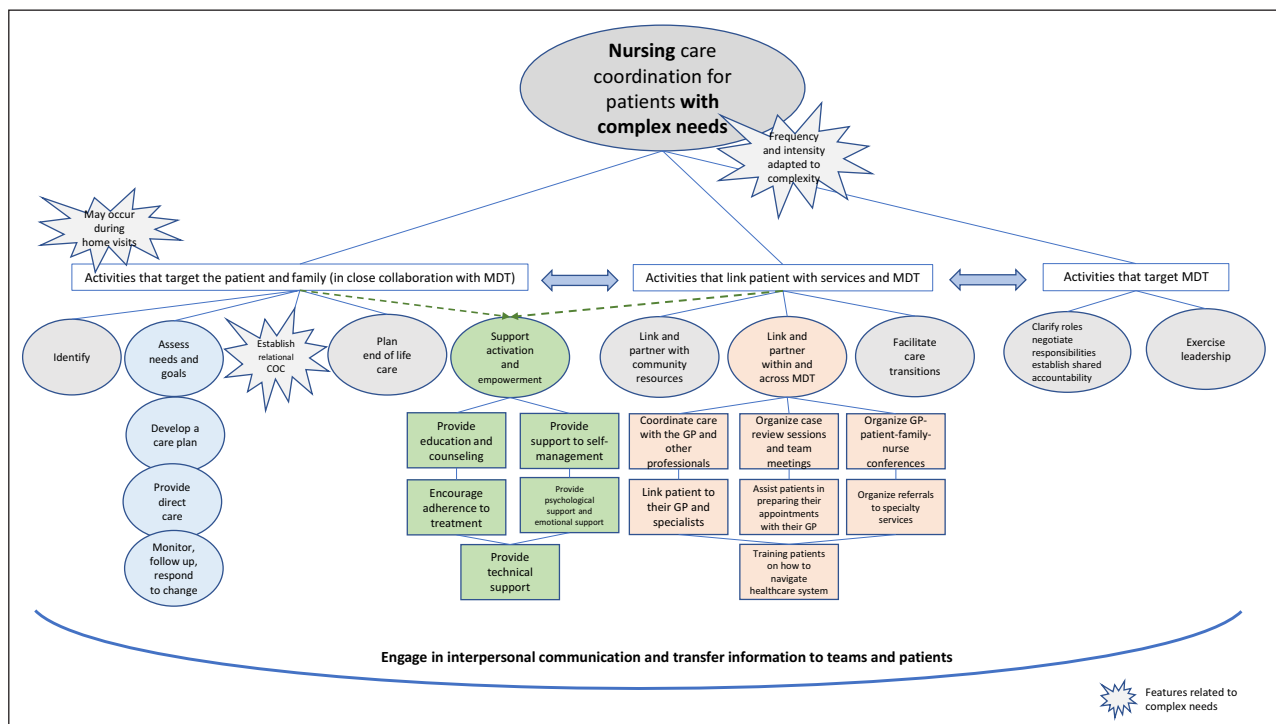 Nursing care
coordination for
patients with
complex needs
Frequency
and intensity
adapted to
complexity
May occur
during
home visits
Activities that target the patient and family (in close collaboration with MDT)
Activities that link patient with services and MDT
Activities that target MDT
Identify
Assess
needs and
goals
Establish
relational
COC
Plan
end of life
care
Support
activation
and
empowerment
Link and
partner with
community
resources
Link and
partner
within and
across MDT
Facilitate
care
transitions
Clarify roles
negotiate
responsibilities
establish shared
accountability
Exercise
leadership
Develop a
care plan
Provide
direct
care
Monitor,
follow up,
respond
to change
Provide
education and
counseling
Provide
support to self-
management
Encourage
adherence to
treatment
Provide
psychological
support and
emotional support
Provide
technical
support
Coordinate care
with the GP and
other
professionals
Organize case
review sessions
and team
meetings
Organize GP-
patient-family-
nurse
conferences
Link patient to
their GP and
specialists
Assist patients in
preparing their
appointments
with their GP
Organize referrals
to specialty
services
Training patients
on how to
navigate
healthcare system
Engage in interpersonal communication and transfer information to teams and patients
Features related to
complex needs